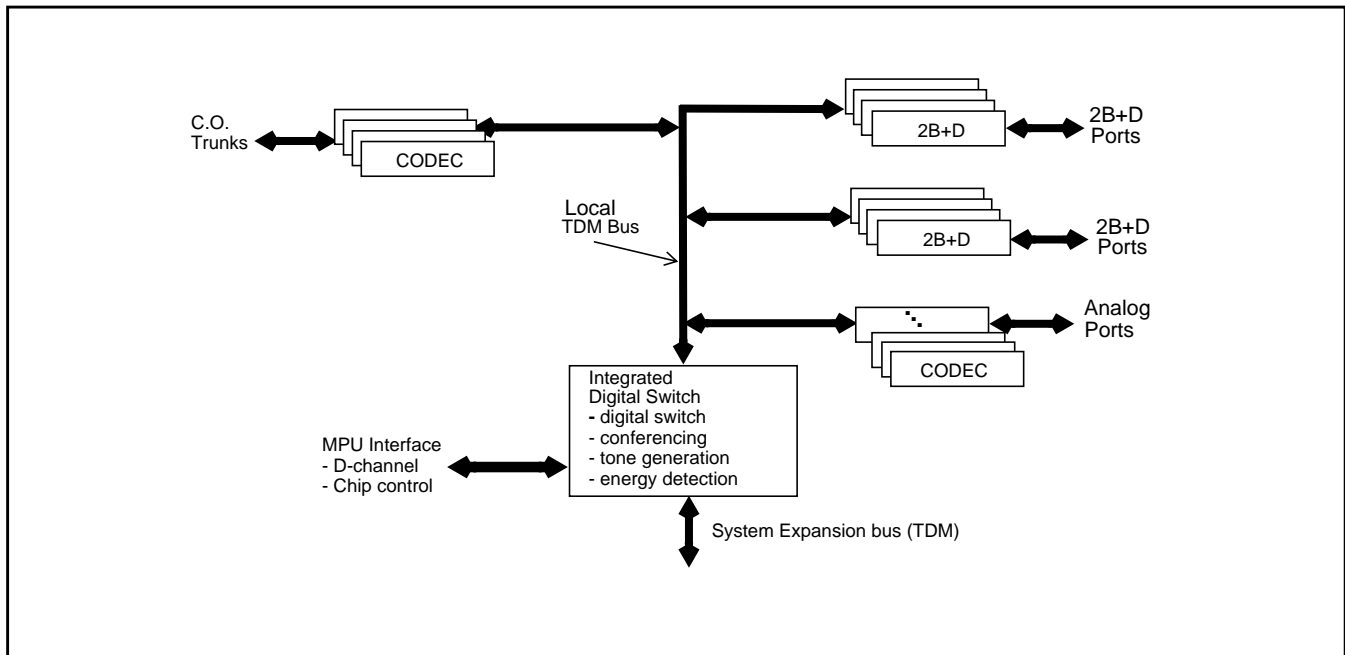 C.O.
Trunks
CODEC
2B+D
2B+D
Ports
Local
TDM Bus
2B+D
2B+D
Ports
CODEC
Analog
Ports
Integrated
Digital Switch
- digital switch
- conferencing
- tone generation
- energy detection
MPU Interface
- D-channel
- Chip control
System Expansion bus (TDM)